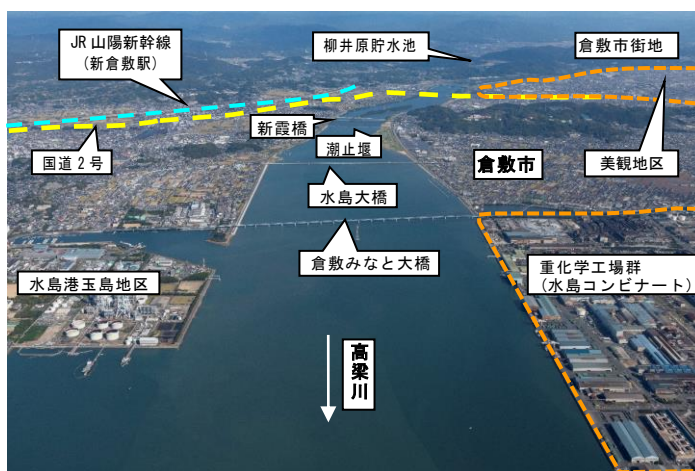 JR山陽新幹線
(新倉敷駅)
柳井原貯水池
倉敷市街地
新霞橋
国道2号
潮止堰
倉敷市
美観地区
水島大橋
倉敷みなと大橋
水島港玉島地区
重化学工場群
(水島コンビナート)
高梁川